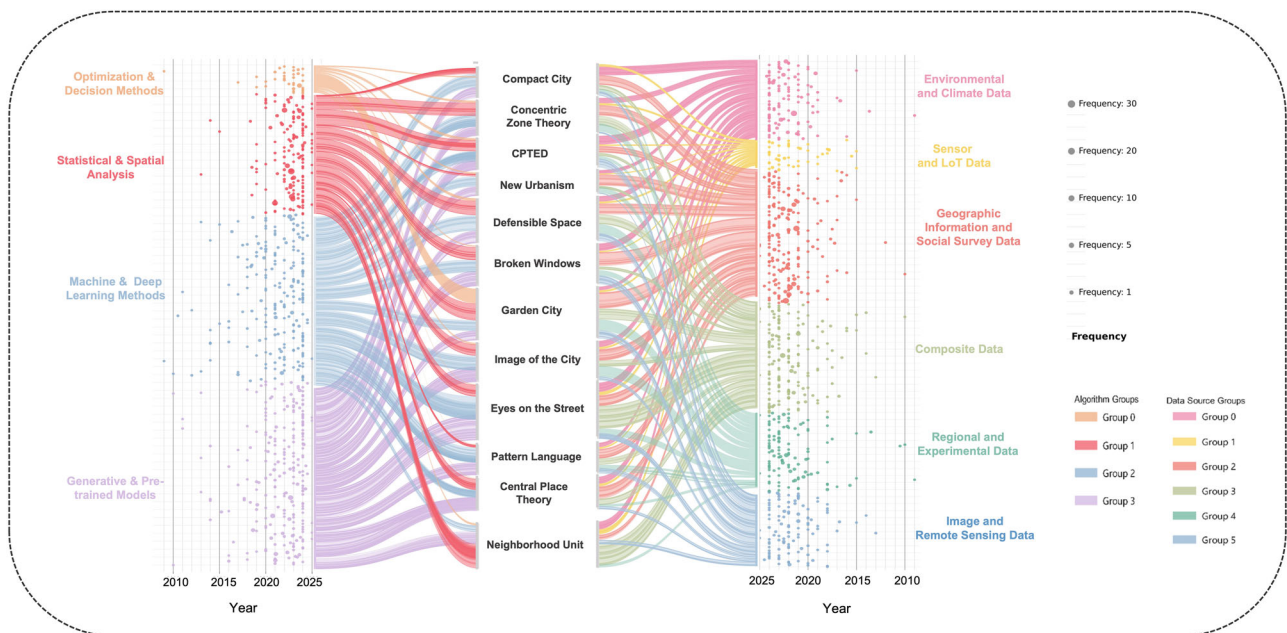 Optimization &
Decision Methods
Statistical & Spatial
Analysis
Machine & Deep
Learning Methods
Generative & Pre-
trained Models
2010
2015
2020
2025
Year
Compact City
Concentric
Zone Theory
CPTED
New Urbanism
Defensible Space
Broken Windows
Garden City
Image of the City
Eyes on the Street
Pattern Language
Central Place
Theory
Neighborhood Unit
2025
2020
2015
2010
Year
Environmental
and Climate Data
Sensor
and LoT Data
Geographic
Information and
Social Survey Data
Composite Data
Regional and
Experimental Data
Image and
Remote Sensing Data
Frequency: 30
Frequency: 20
Frequency: 10
Frequency: 5
Frequency: 1
Frequency
Algorithm Groups
Group 0
Group 1
Group 2
Group 3
Data Source Groups
Group 0
Group 1
Group 2
Group 3
Group 4
Group 5